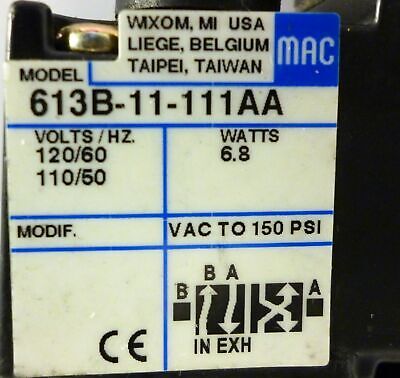 WIXOM, MI USA
LIEGE, BELGIUM
TAIPEI, TAIWAN
MAC
MODEL
613B-11-111AA
VOLTS/HZ.
120/60
110/50
WATTS
6.8
MODIF.
VAC TO 150 PSI
B A
B
A
IN EXH
CE